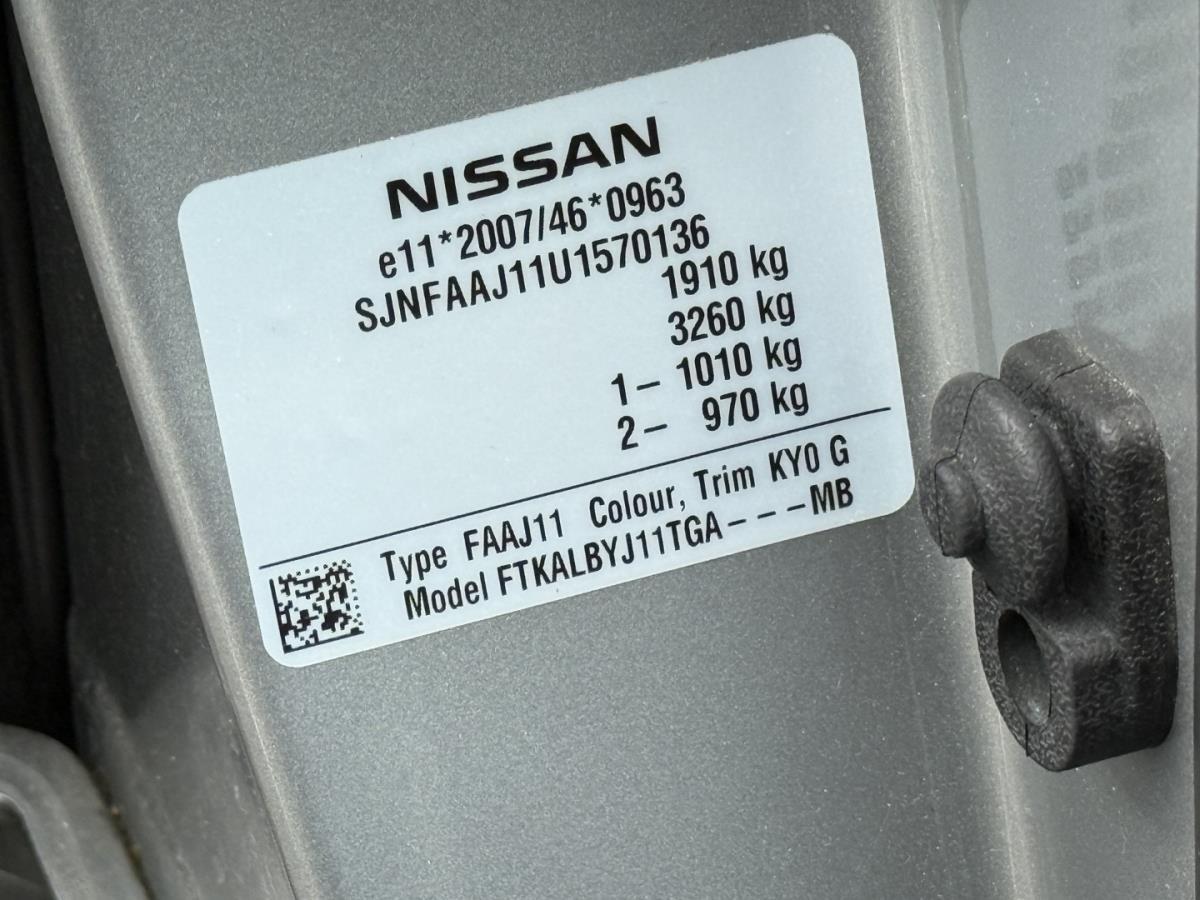 NISSAN
e11*2007/46*0963
SJNFAAJ11U1570136
1910 kg
3260 kg
1– 1010 kg
2– 970 kg
Type FAAJ11 Colour, Trim KY0 G
Model FTKALBYJ11TGA– – –MB